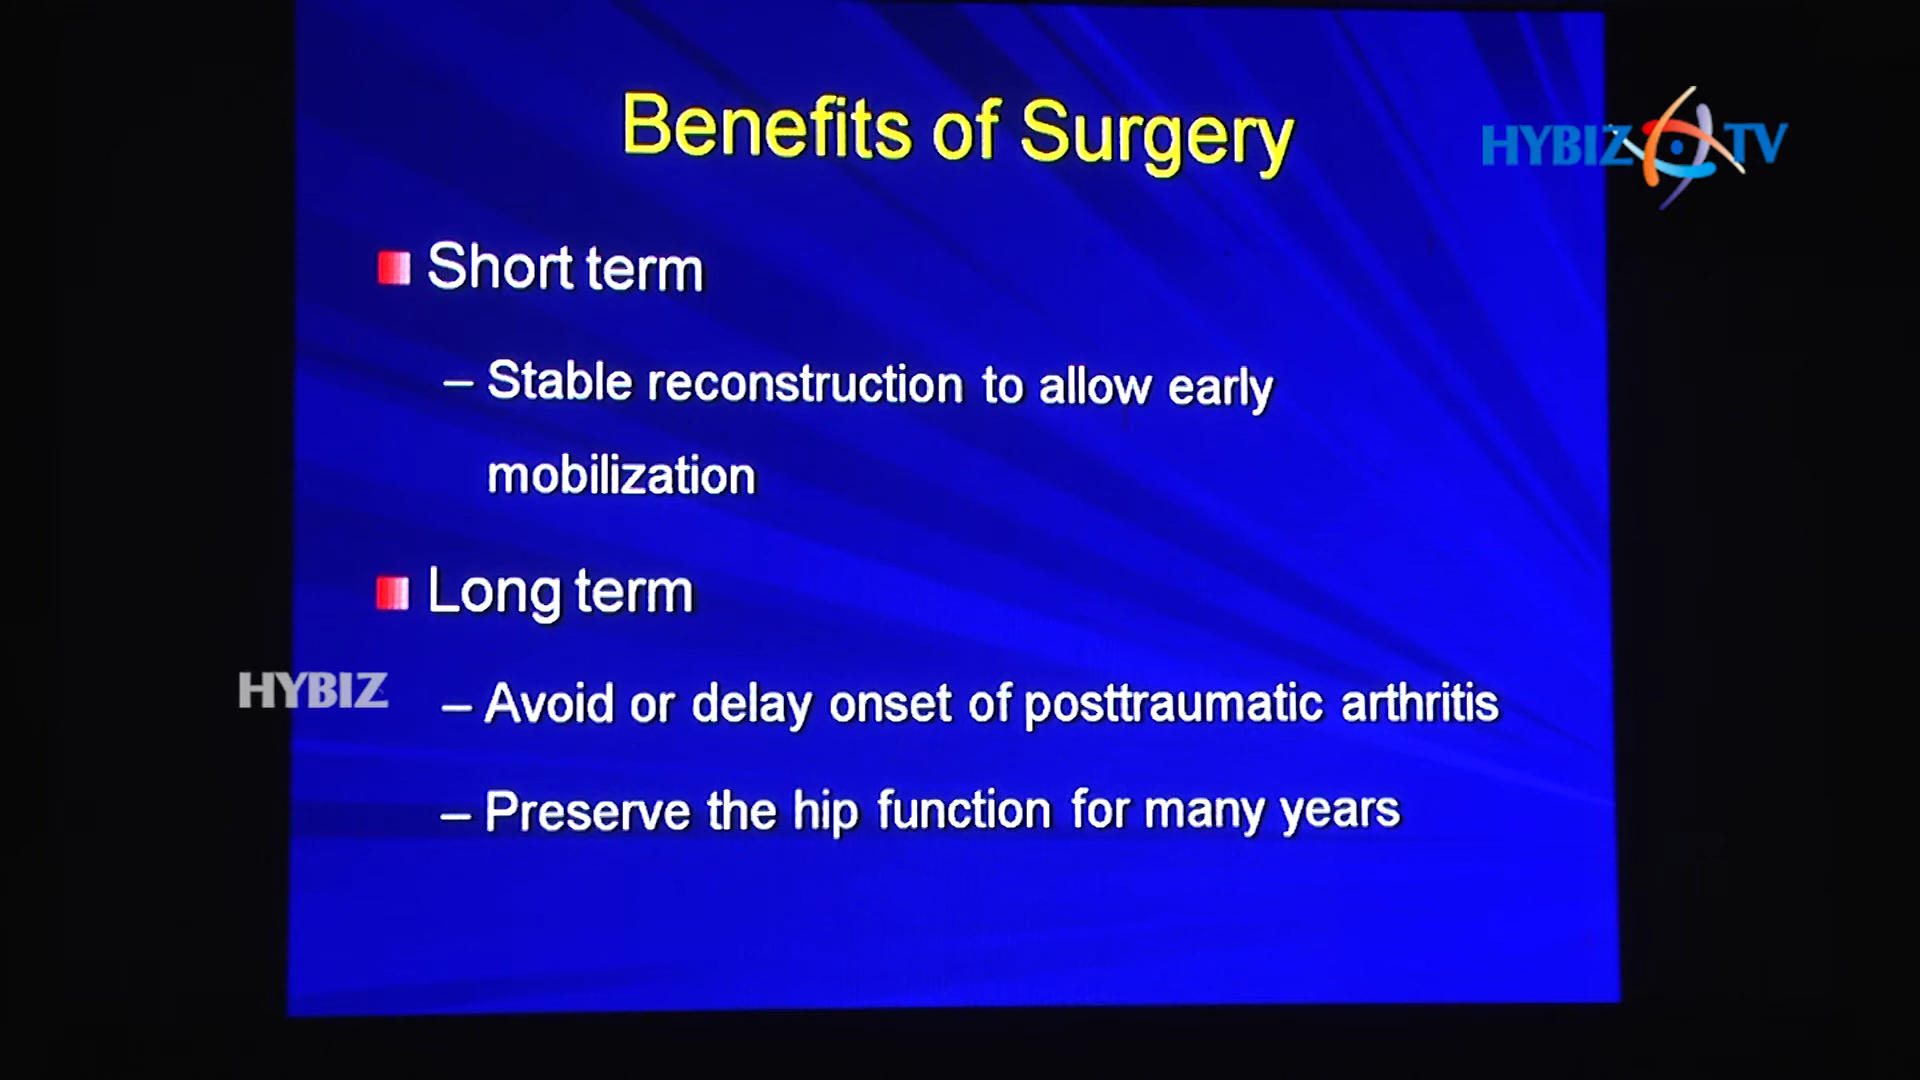 Benefits of Surgery
HYBIZ TV
Short term
– Stable reconstruction to allow early
mobilization
Long term
HYBIZ
– Avoid or delay onset of posttraumatic arthritis
– Preserve the hip function for many years